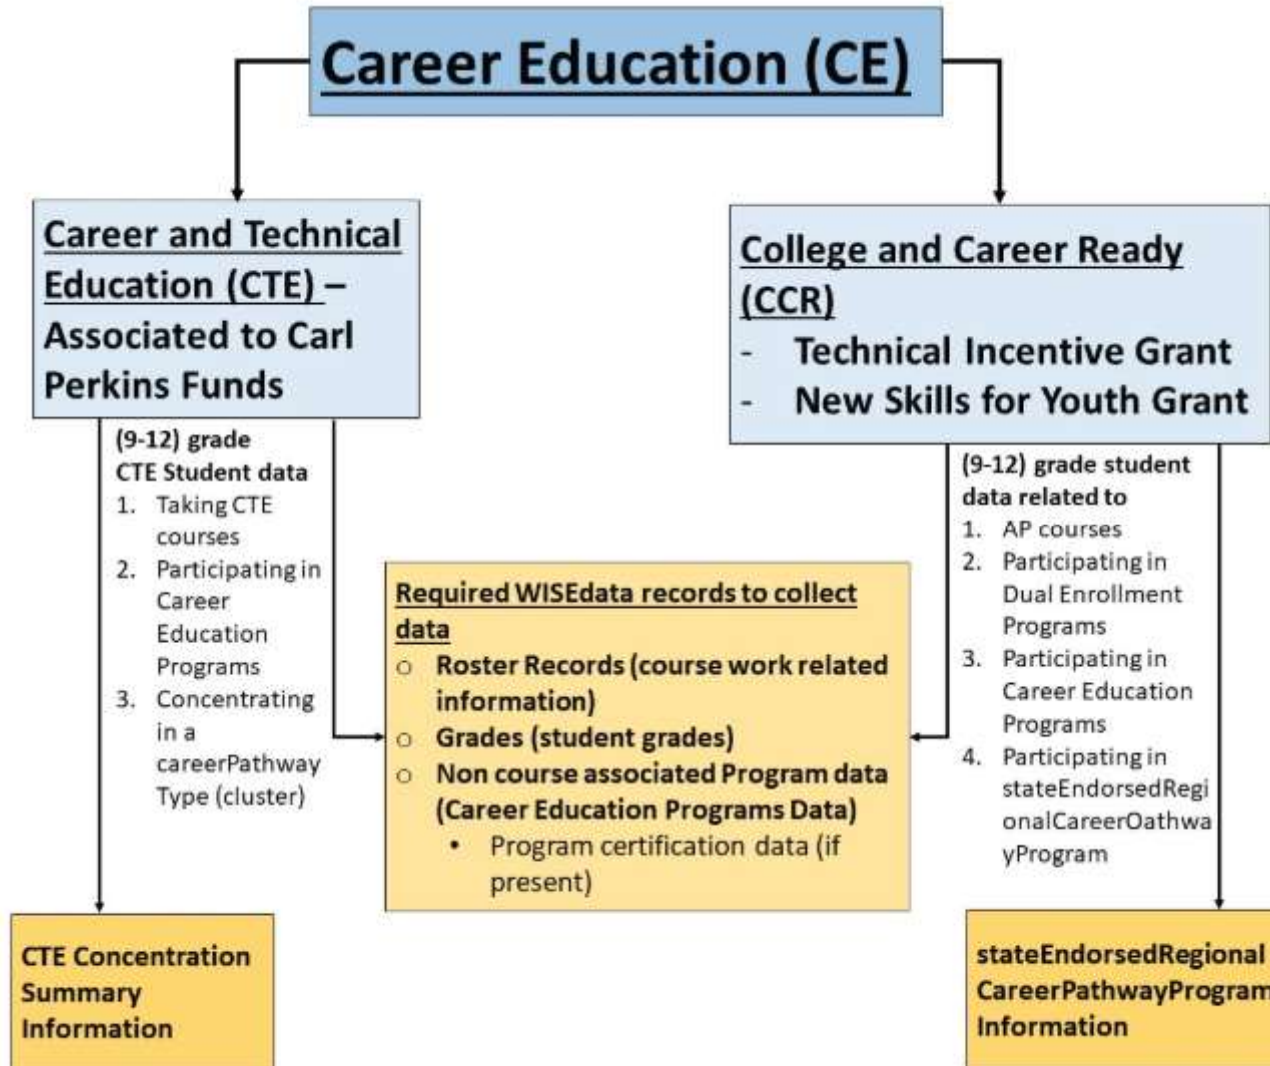 Career Education (CE)
Career and Technical
Education (CTE) –
Associated to Carl
Perkins Funds
College and Career Ready
(CCR)
- Technical Incentive Grant
- New Skills for Youth Grant
(9-12) grade
CTE Student data
1. Taking CTE
courses
2. Participating in
Career
Education
Programs
3. Concentrating
in a
careerPathway
Type (cluster)
Required WISEdata records to collect
data
o Roster Records (course work related
information)
o Grades (student grades)
o Non course associated Program data
(Career Education Programs Data)
• Program certification data (if
present)
(9-12) grade student
data related to
1. AP courses
2. Participating in
Dual Enrollment
Programs
3. Participating in
Career Education
Programs
4. Participating in
stateEndorsedRegi
onalCareerOathwa
yProgram
CTE Concentration
Summary
Information
stateEndorsedRegional
CareerPathwayProgram
Information